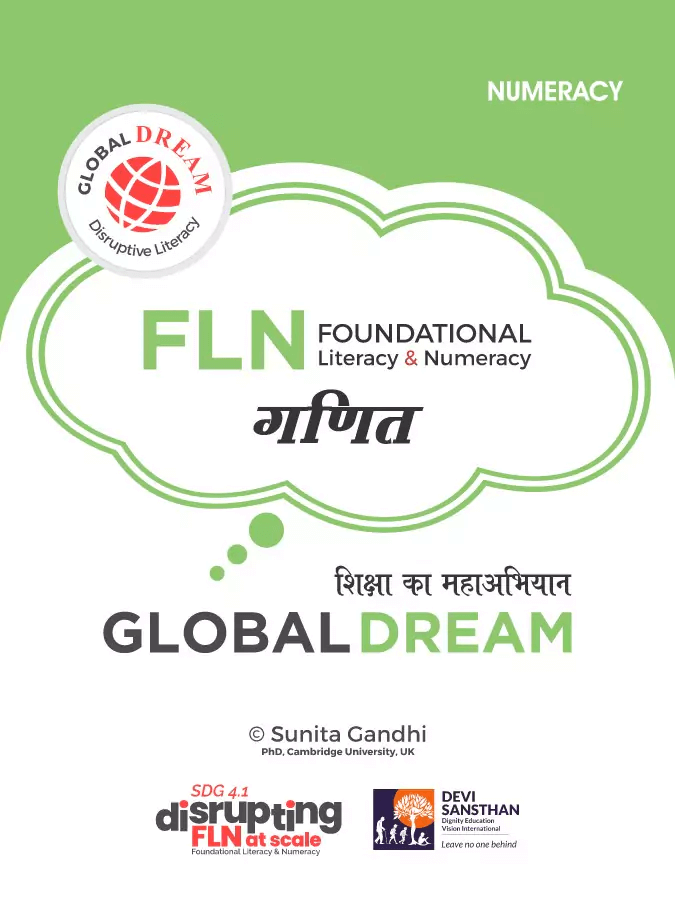 NUMERACY
GLOBAL DREAM
Disruptive Literacy
FLN FOUNDATIONAL
Literacy & Numeracy
गणित
शिक्षा का महाअभियान
GLOBAL DREAM
© Sunita Gandhi
PhD, Cambridge University, UK
SDG 4.1
disrupting
FLN at scale
Foundational Literacy & Numeracy
DEVI
SANSTHAN
Dignity Education
Vision International
Leave no one behind